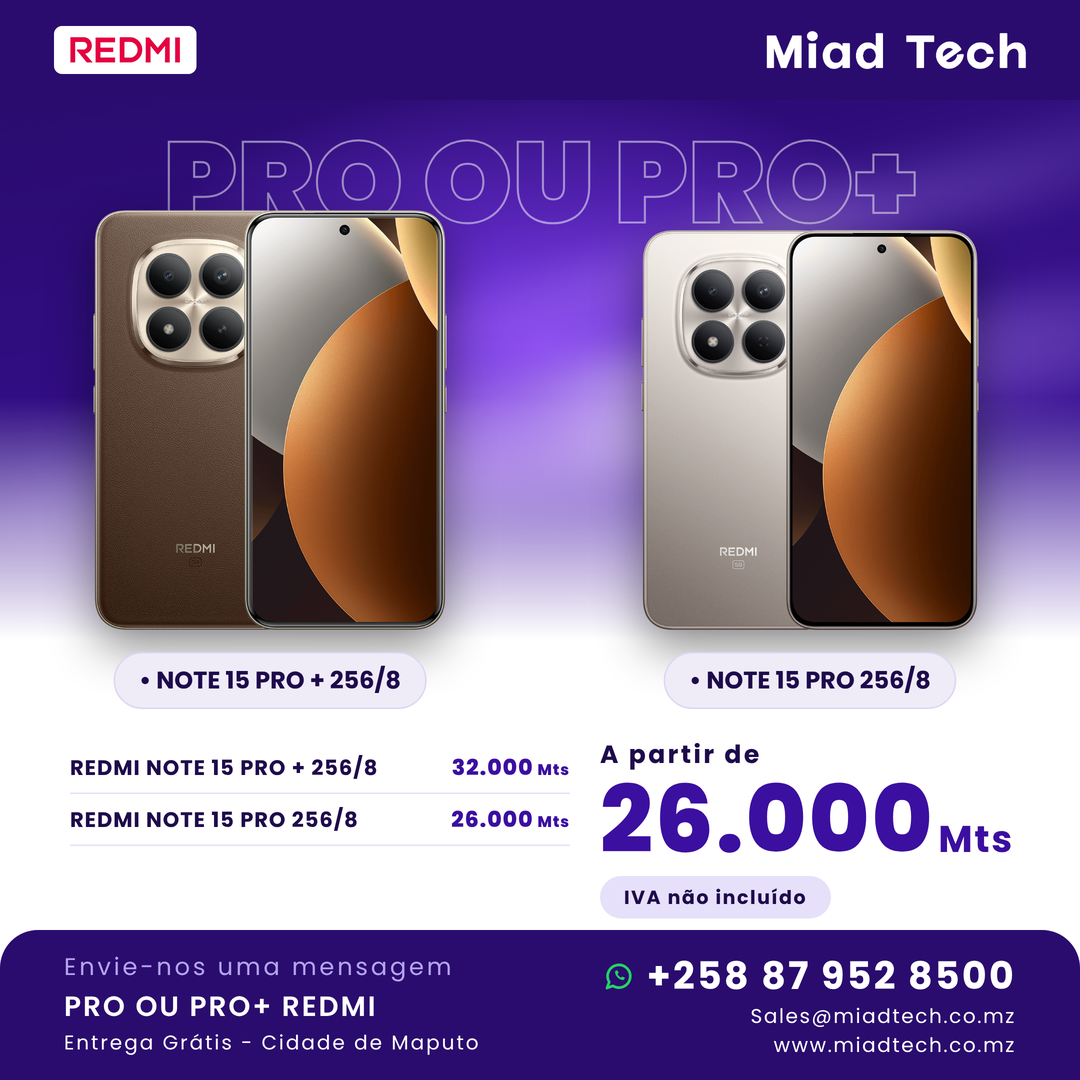 REDMI
Miad Tech
PRO OU PRO+
REDMI
REDMI
5G
• NOTE 15 PRO + 256/8
• NOTE 15 PRO 256/8
REDMI NOTE 15 PRO + 256/8 32.000 Mts
REDMI NOTE 15 PRO 256/8 26.000 Mts
A partir de
26.000 Mts
IVA não incluído
Envie-nos uma mensagem
PRO OU PRO+ REDMI
Entrega Grátis - Cidade de Maputo
+258 87 952 8500
Sales@miadtech.co.mz
www.miadtech.co.mz